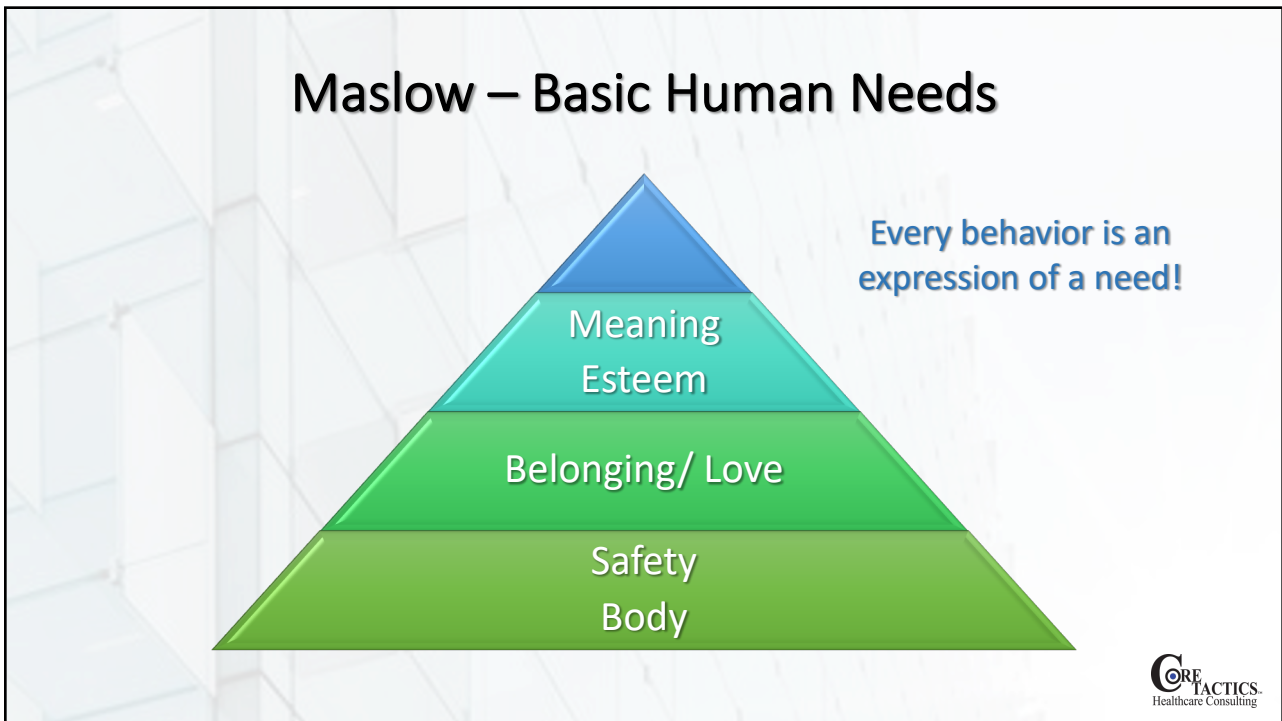 Maslow – Basic Human Needs
Every behavior is an
expression of a need!
Meaning
Esteem
Belonging/ Love
Safety
Body
CORE
TACTICS™
Healthcare Consulting